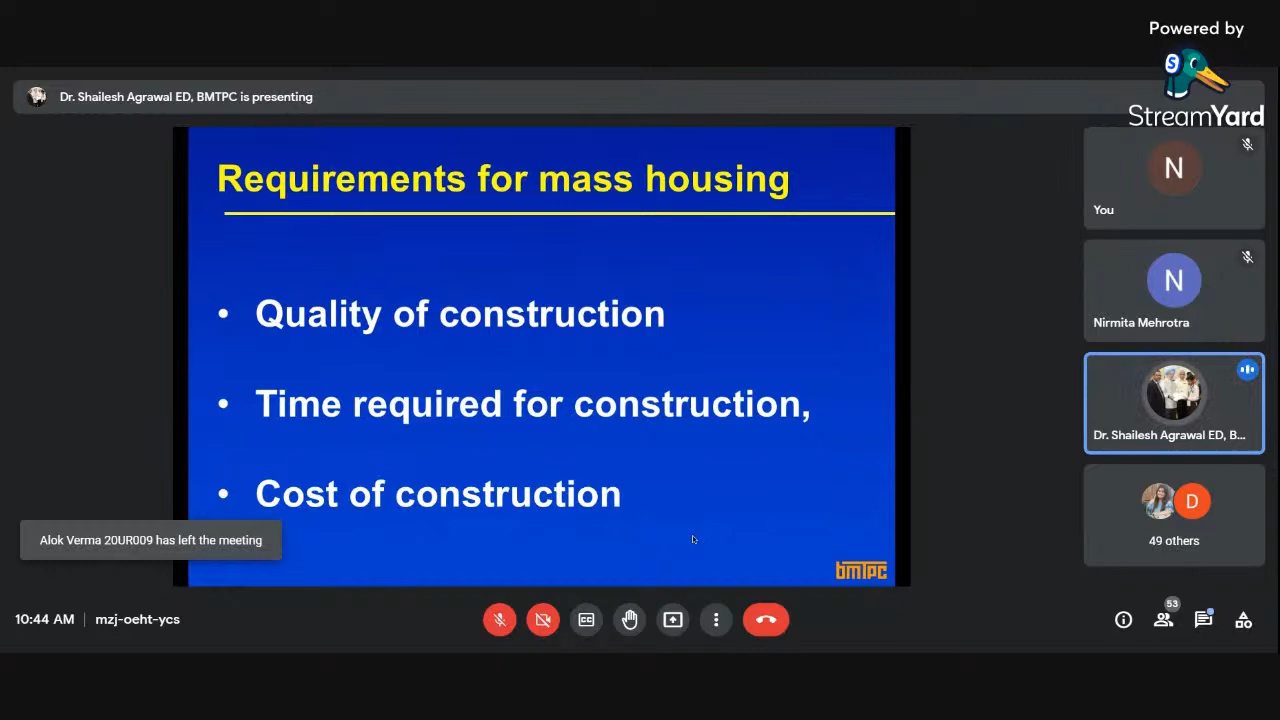 Powered by
StreamYard
Dr. Shailesh Agrawal ED, BMTPC is presenting
Requirements for mass housing
• Quality of construction
• Time required for construction,
• Cost of construction
bmTpc
N
You
N
Nirmita Mehrotra
Dr. Shailesh Agrawal ED, B...
D
49 others
Alok Verma 20UR009 has left the meeting
10:44 AM | mzj-oeht-ycs
53